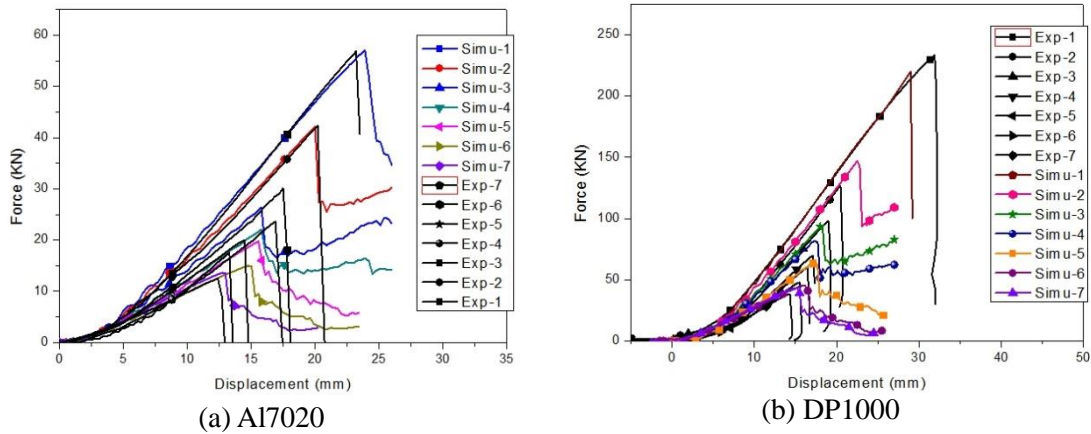 60
50
40
30
20
10
0
Force (KN)
0 5 10 15 20 25 30 35
Displacement (mm)
Simu-1
Simu-2
Simu-3
Simu-4
Simu-5
Simu-6
Simu-7
Exp-7
Exp-6
Exp-5
Exp-4
Exp-3
Exp-2
Exp-1
(a) Al7020
250
200
150
100
50
0
Force (KN)
0 10 20 30 40 50
Displacement (mm)
Exp-1
Exp-2
Exp-3
Exp-4
Exp-5
Exp-6
Exp-7
Simu-1
Simu-2
Simu-3
Simu-4
Simu-5
Simu-6
Simu-7
(b) DP1000